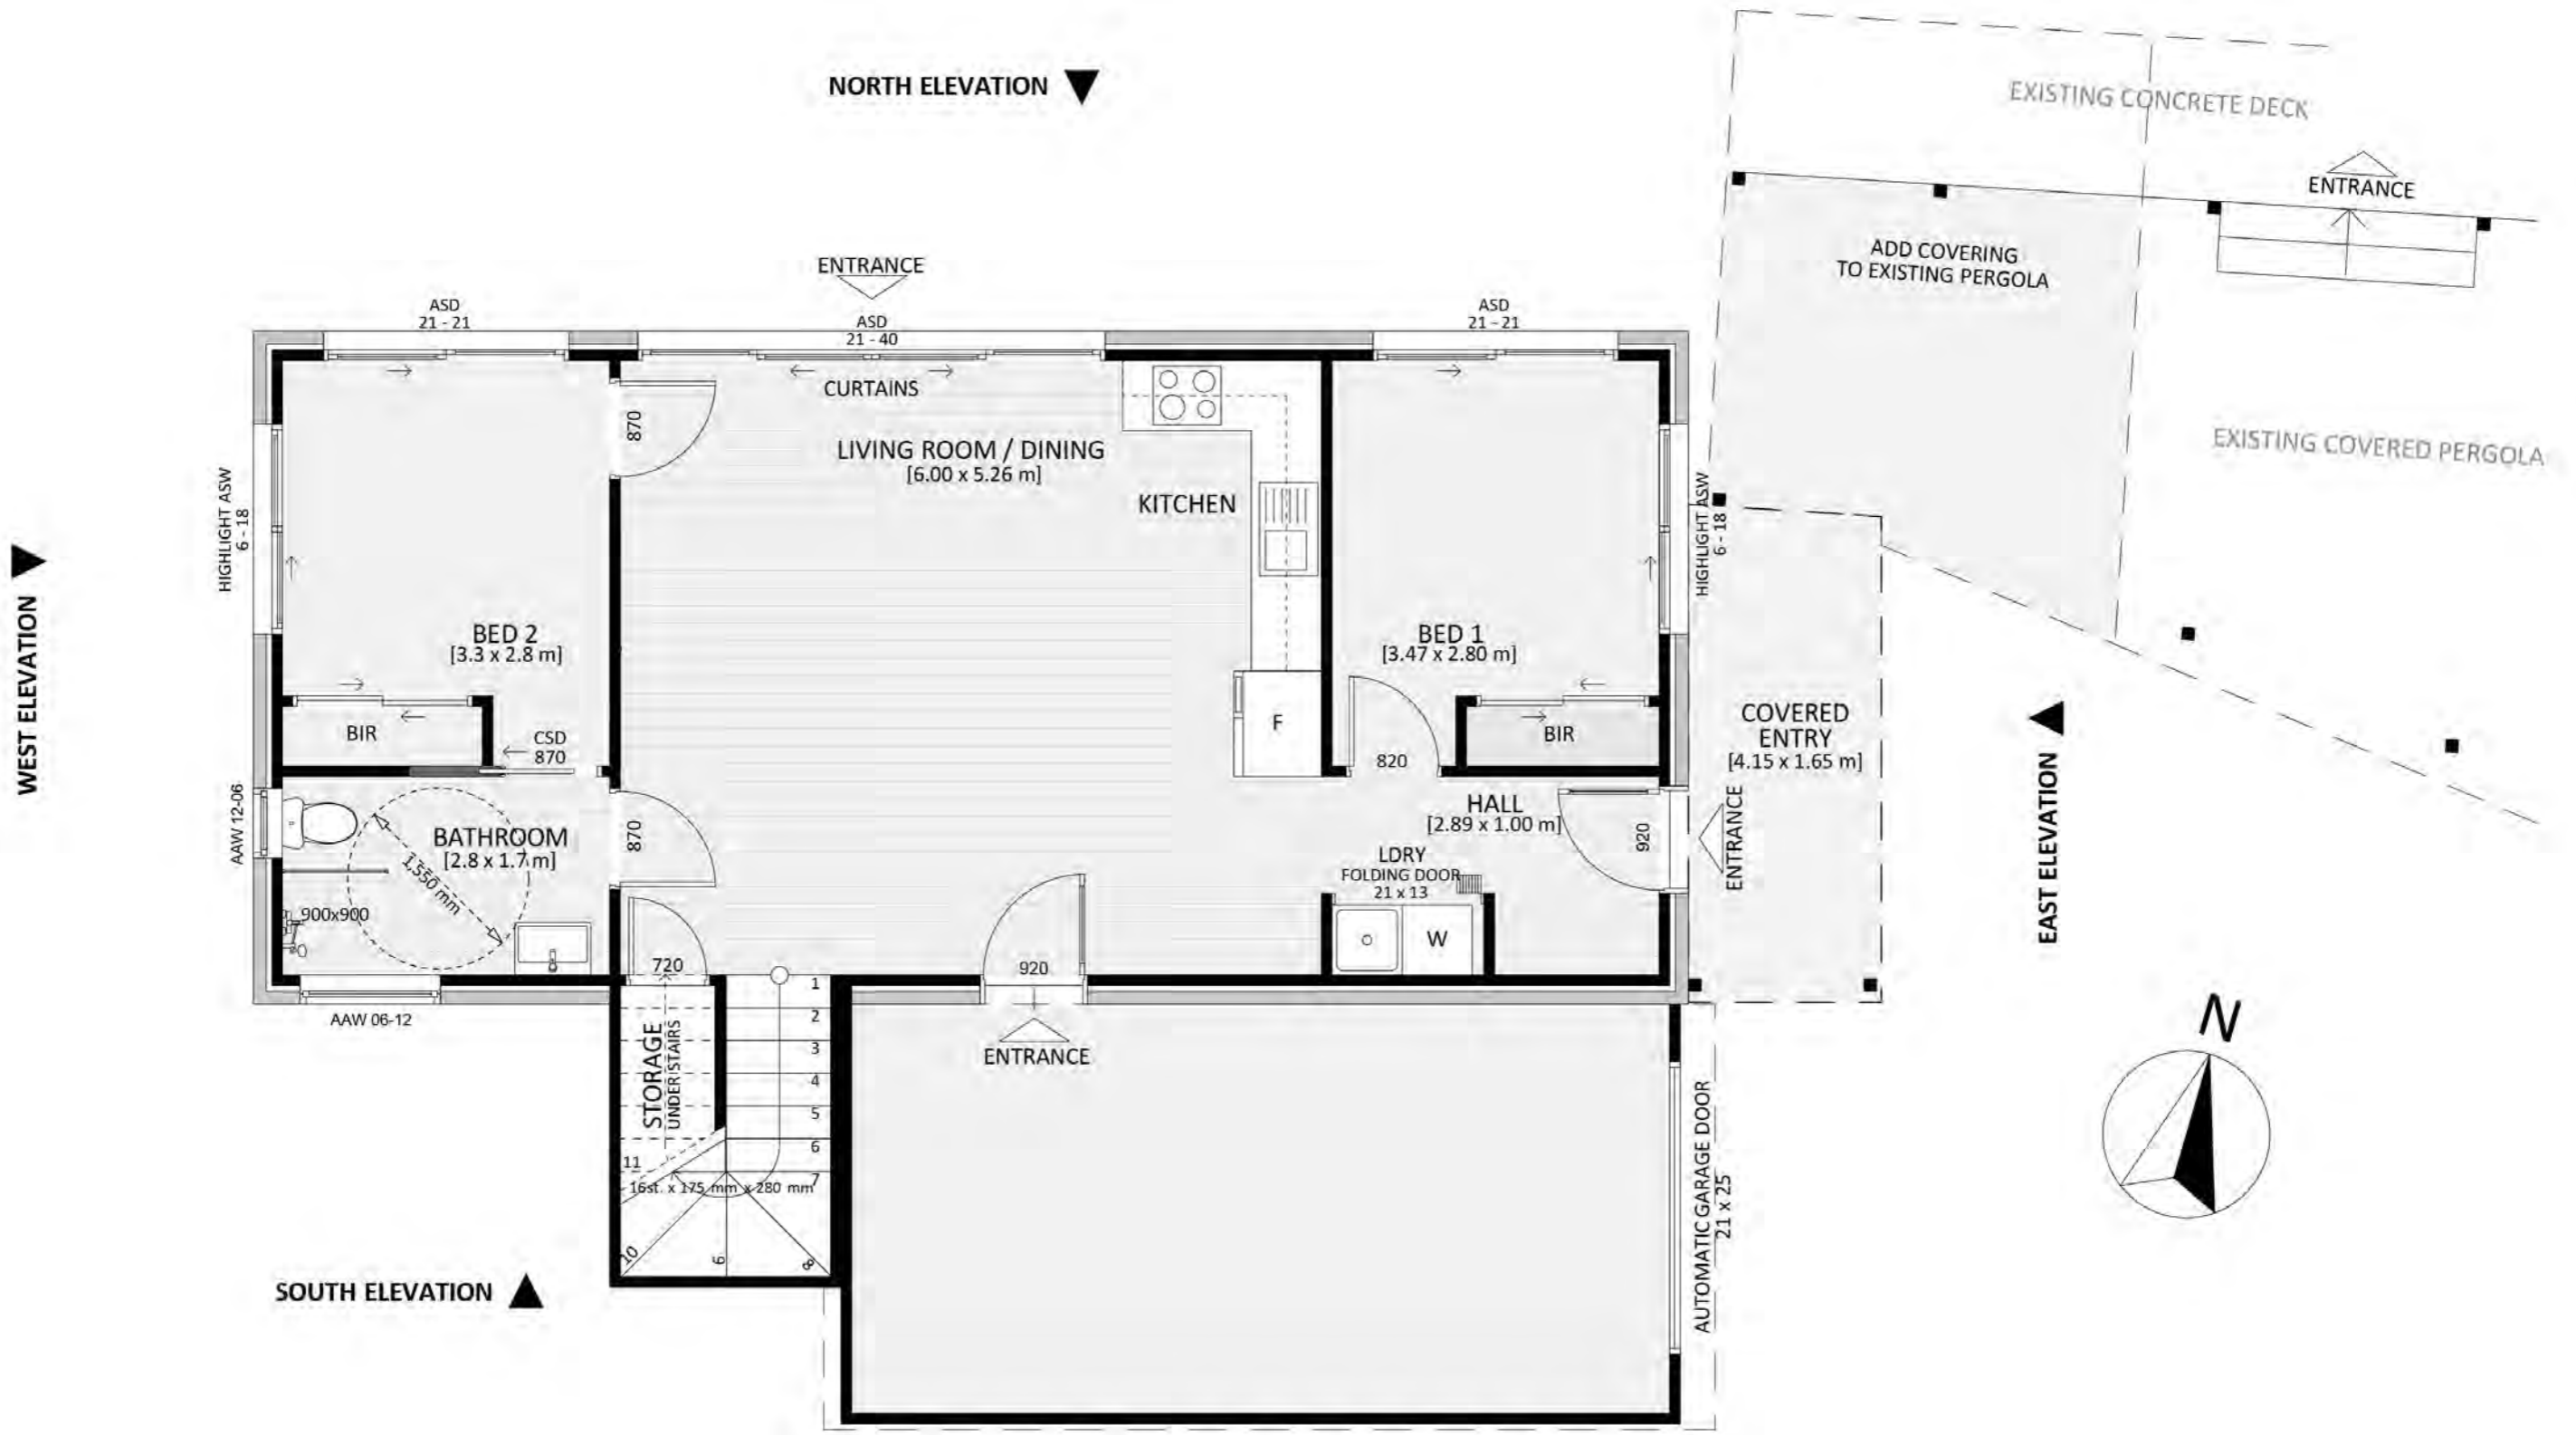 NORTH ELEVATION
EXISTING CONCRETE DECK
ENTRANCE
ADD COVERING
TO EXISTING PERGOLA
EXISTING COVERED PERGOLA
ENTRANCE
ASD
21 - 21
ASD
21 - 40
ASD
21 - 21
CURTAINS
870
LIVING ROOM / DINING
[6.00 x 5.26 m]
KITCHEN
HIGHLIGHT ASW
6 - 18
HIGHLIGHT ASW
6 - 18
WEST ELEVATION
BED 2
[3.3 x 2.8 m]
BED 1
[3.47 x 2.80 m]
BIR
CSD
870
F
BIR
820
COVERED
ENTRY
[4.15 x 1.65 m]
EAST ELEVATION
AAW 12-06
BATHROOM
[2.8 x 1.7 m]
1,550 mm
900x900
870
HALL
[2.89 x 1.00 m]
920
ENTRANCE
LDRY
FOLDING DOOR
21 x 13
W
720
920
AAW 06-12
ENTRANCE
STORAGE
UNDER STAIRS
1
2
3
4
5
6
7
11
16st. x 175 mm x 280 mm
10
9
8
AUTOMATIC GARAGE DOOR
21 x 25
N
SOUTH ELEVATION